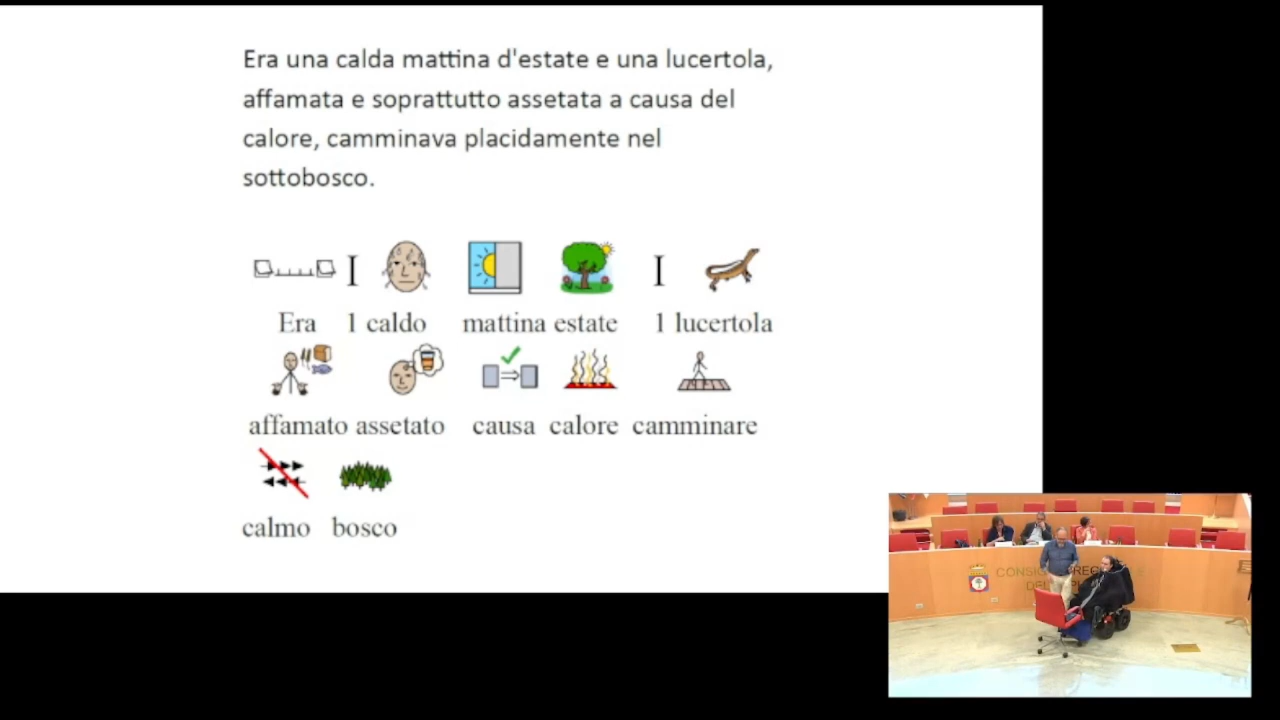 Era una calda mattina d'estate e una lucertola,
affamata e soprattutto assetata a causa del
calore, camminava placidamente nel
sottobosco.
Era 1 caldo mattina estate 1 lucertola
affamato assetato causa calore camminare
calmo bosco